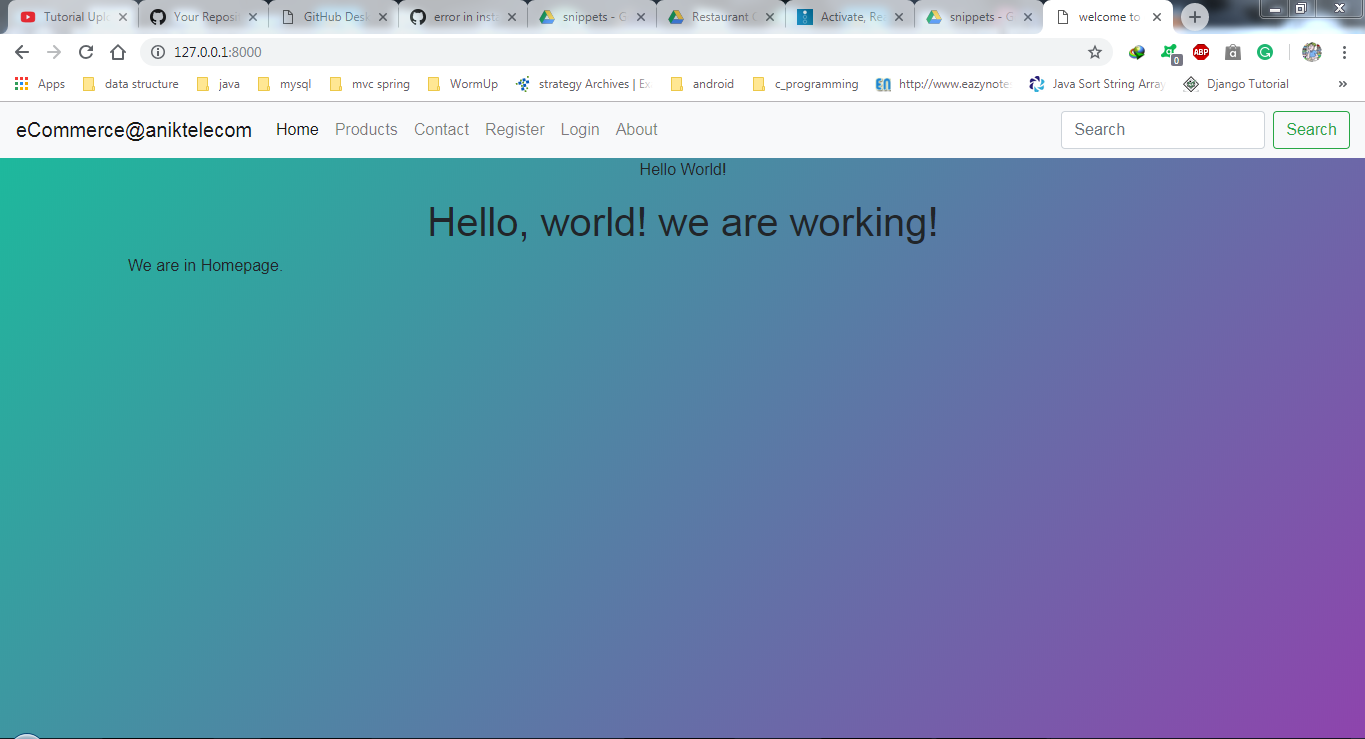 Tutorial Uplo Your Reposi GitHub Desk error in insta snippets - G Restaurant C Activate, Re snippets - G welcome to
127.0.0.1:8000
ABP 0
Apps data structure java mysql mvc spring WormUp strategy Archives | Ex android c_programming http://www.eazynotes Java Sort String Array Django Tutorial »
eCommerce@aniktelecom Home Products Contact Register Login About Search Search
Hello World!
Hello, world! we are working!
We are in Homepage.